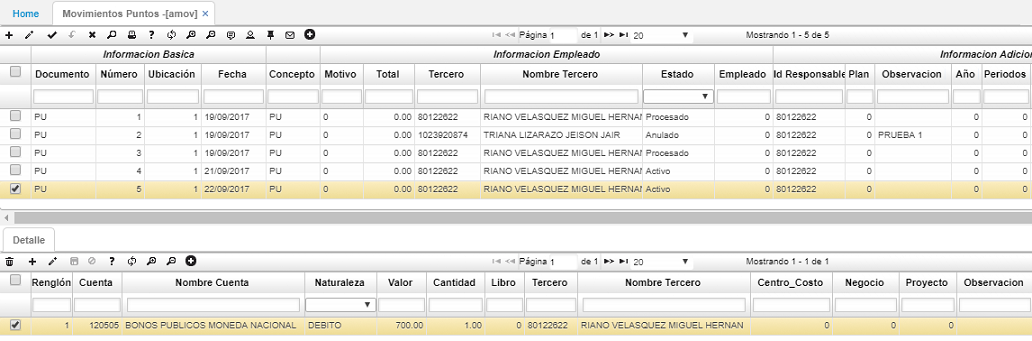 Home Movimientos Puntos -[amov] ×
Página 1 de 1 20 Mostrando 1 - 5 de 5
Informacion Basica Informacion Empleado Informacion Adicion
Documento Número Ubicación Fecha Concepto Motivo Total Tercero Nombre Tercero Estado Empleado Id Responsable Plan Observacion Año Periodos
PU 1 1 19/09/2017 PU 0 0.00 80122622 RIANO VELASQUEZ MIGUEL HERNAN Procesado 0 80122622 0 0 0
PU 2 1 19/09/2017 PU 0 0.00 1023920874 TRIANA LIZARAZO JEISON JAIR Anulado 0 80122622 0 PRUEBA 1 0 0
PU 3 1 19/09/2017 PU 0 0.00 80122622 RIANO VELASQUEZ MIGUEL HERNAN Procesado 0 80122622 0 0 0
PU 4 1 21/09/2017 PU 0 0.00 80122622 RIANO VELASQUEZ MIGUEL HERNAN Activo 0 80122622 0 0 0
PU 5 1 22/09/2017 PU 0 0.00 80122622 RIANO VELASQUEZ MIGUEL HERNAN Activo 0 80122622 0 0 0
Detalle
Página 1 de 1 20 Mostrando 1 - 1 de 1
Renglón Cuenta Nombre Cuenta Naturaleza Valor Cantidad Libro Tercero Nombre Tercero Centro_Costo Negocio Proyecto Observacion
1 120505 BONOS PUBLICOS MONEDA NACIONAL DEBITO 700.00 1.00 0 80122622 RIANO VELASQUEZ MIGUEL HERNAN 0 0 0